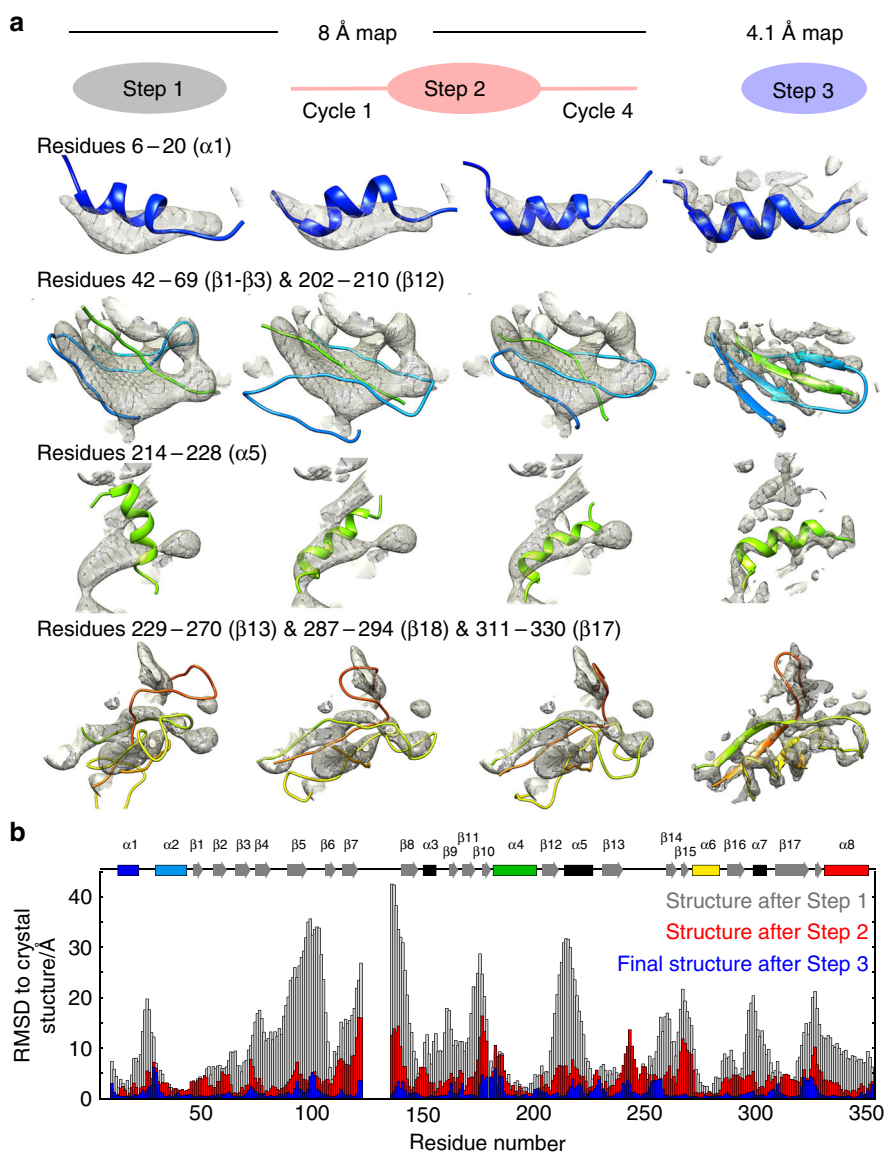 a
8 Å map
4.1 Å map
Step 1
Step 2
Step 3
Cycle 1
Cycle 4
Residues 6–20 (α1)
Residues 42–69 (β1-β3) & 202–210 (β12)
Residues 214–228 (α5)
Residues 229–270 (β13) & 287–294 (β18) & 311–330 (β17)
b
α1 α2 β1 β2 β3 β4 β5 β6 β7 β8 α3 β9 β11 β10 α4 β12 α5 β13 β14 β15 α6 β16 α7 β17 α8
Structure after Step 1
Structure after Step 2
Final structure after Step 3
RMSD to crystal
stucture/Å
40
30
20
10
0
50 100 150 200 250 300 350
Residue number